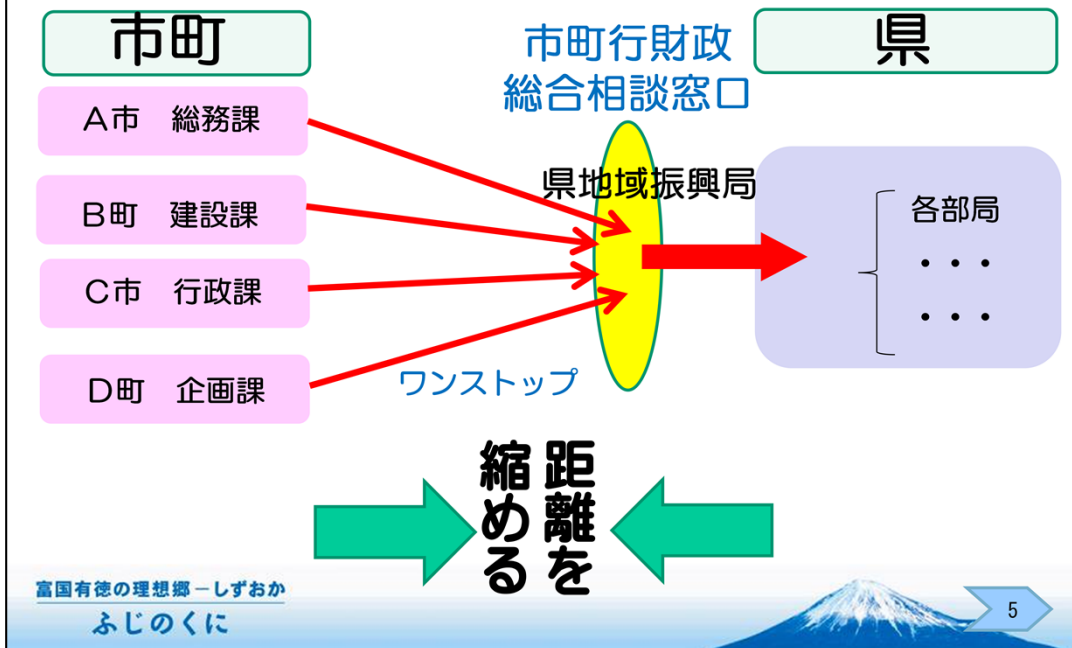 市町
市町行財政
総合相談窓口
県
A市　総務課
B町　建設課
C市　行政課
D町　企画課
県地域振興局
各部局
・・・
・・・
ワンストップ
距離を
縮める
富国有徳の理想郷－しずおか
ふじのくに
5